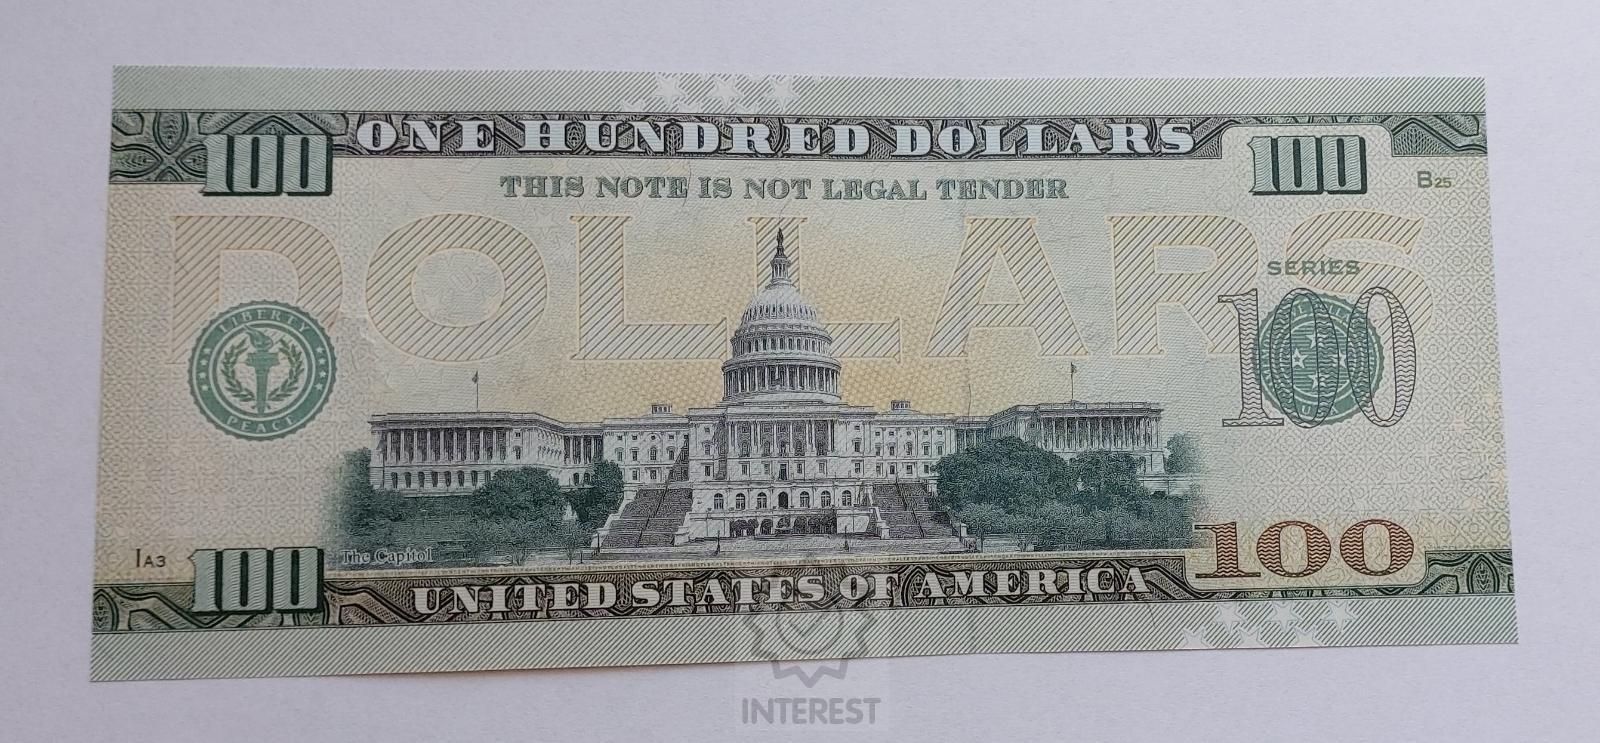 ONE HUNDRED DOLLARS
100
100
THIS NOTE IS NOT LEGAL TENDER
B25
DOLLARS
SERIES
100
LIBERTY
PEACE
The Capitol
IA3
100
100
UNITED STATES OF AMERICA
INTEREST